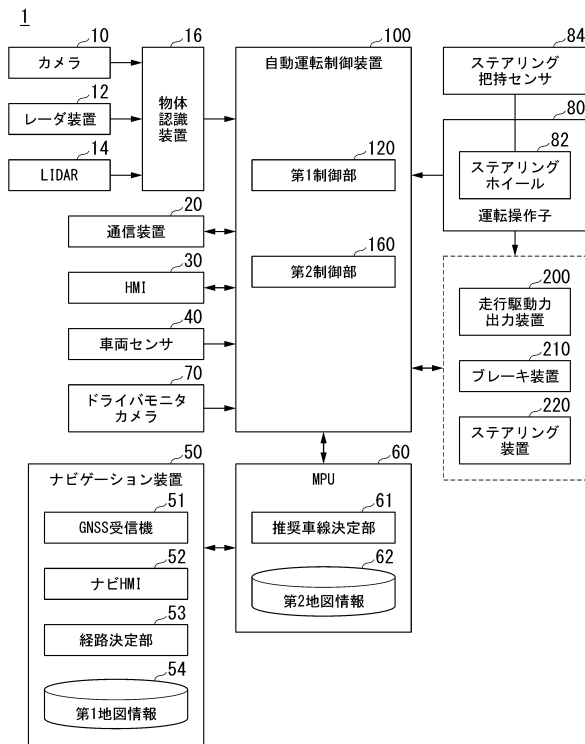 1
10
カメラ
12
レーダ装置
14
LIDAR
16
物体
認識
装置
20
通信装置
30
HMI
40
車両センサ
70
ドライバモニタ
カメラ
100
自動運転制御装置
120
第1制御部
160
第2制御部
84
ステアリング
把持センサ
80
82
ステアリング
ホイール
運転操作子
200
走行駆動力
出力装置
210
ブレーキ装置
220
ステアリング
装置
50
ナビゲーション装置
51
GNSS受信機
52
ナビHMI
53
経路決定部
54
第1地図情報
60
MPU
61
推奨車線決定部
62
第2地図情報